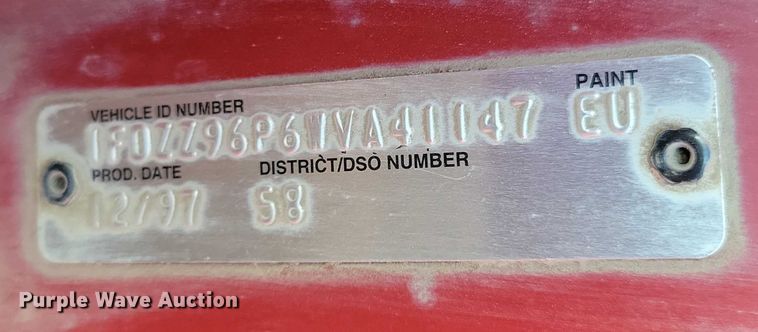 VEHICLE ID NUMBER PAINT
1FDZZ96P6WVA41147 EU
PROD. DATE DISTRICT/DSO NUMBER
12/97 58
Purple Wave Auction